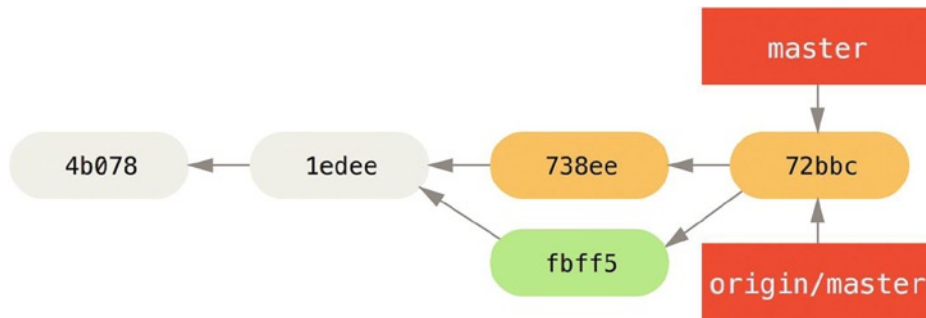 master
4b078
1edee
738ee
72bbc
fbff5
origin/master